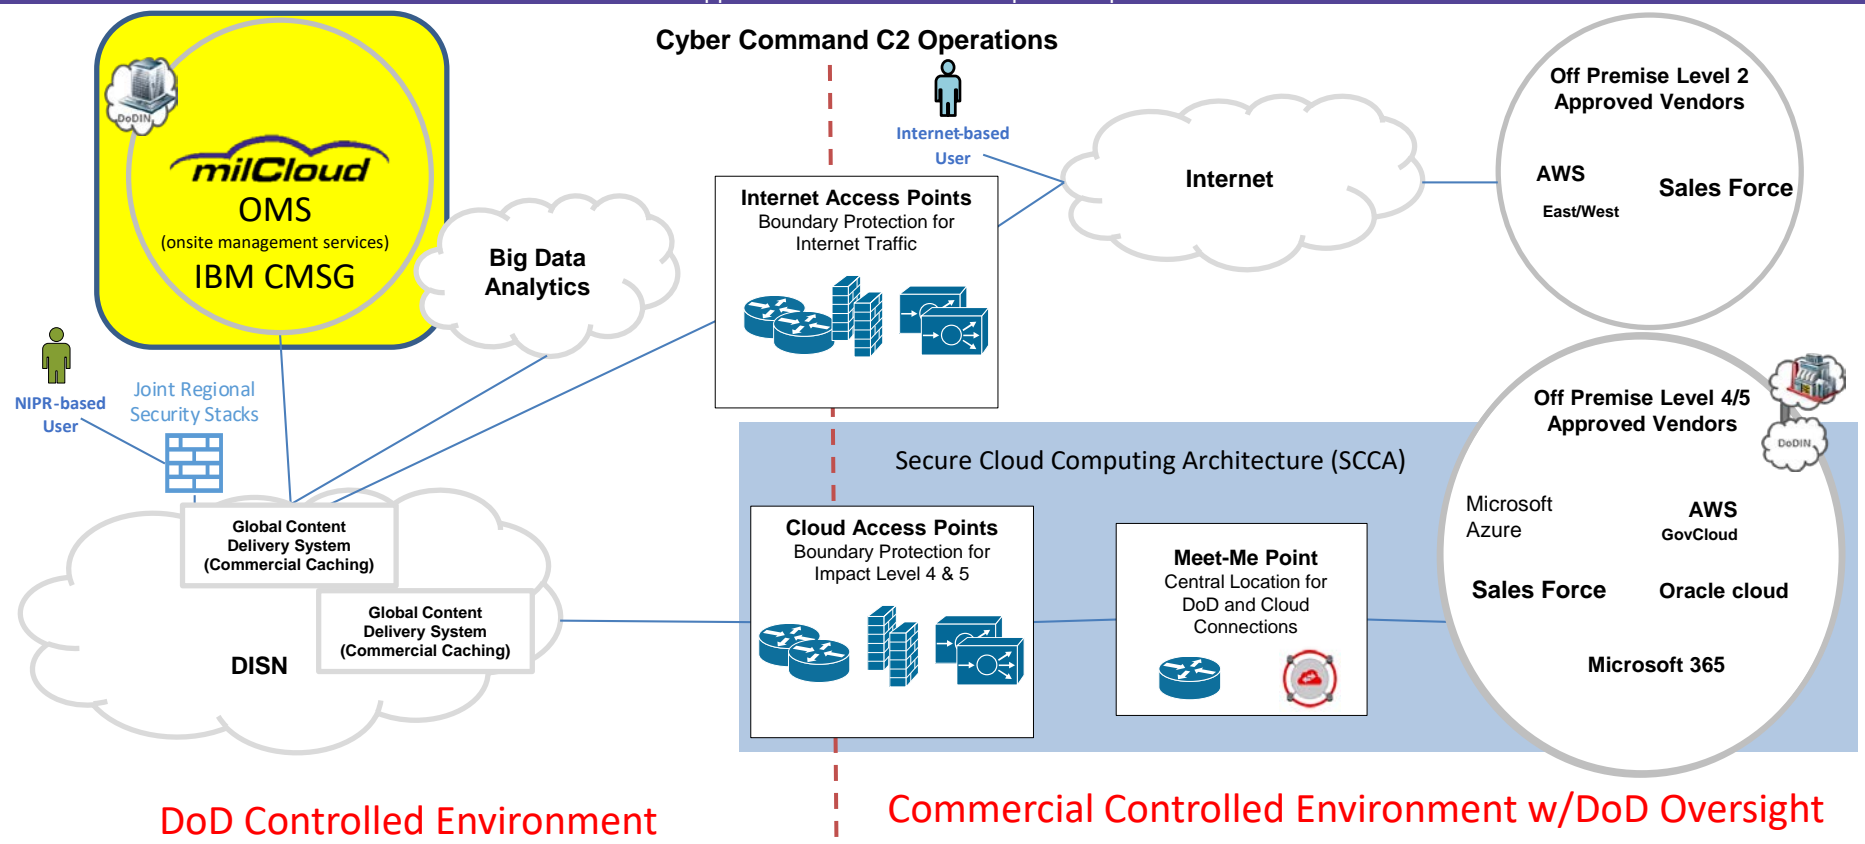 Cyber Command C2 Operations
DoDIN
milCloud
OMS
(onsite management services)
IBM CMSG
Big Data
Analytics
NIPR-based
User
Joint Regional
Security Stacks
Global Content
Delivery System
(Commercial Caching)
Global Content
Delivery System
(Commercial Caching)
DISN
Internet-based
User
Internet Access Points
Boundary Protection for
Internet Traffic
Internet
Off Premise Level 2
Approved Vendors
AWS
East/West
Sales Force
Secure Cloud Computing Architecture (SCCA)
Cloud Access Points
Boundary Protection for
Impact Level 4 & 5
Meet-Me Point
Central Location for
DoD and Cloud
Connections
Off Premise Level 4/5
Approved Vendors
DoDIN
Microsoft
Azure
AWS
GovCloud
Sales Force
Oracle cloud
Microsoft 365
DoD Controlled Environment
Commercial Controlled Environment w/DoD Oversight